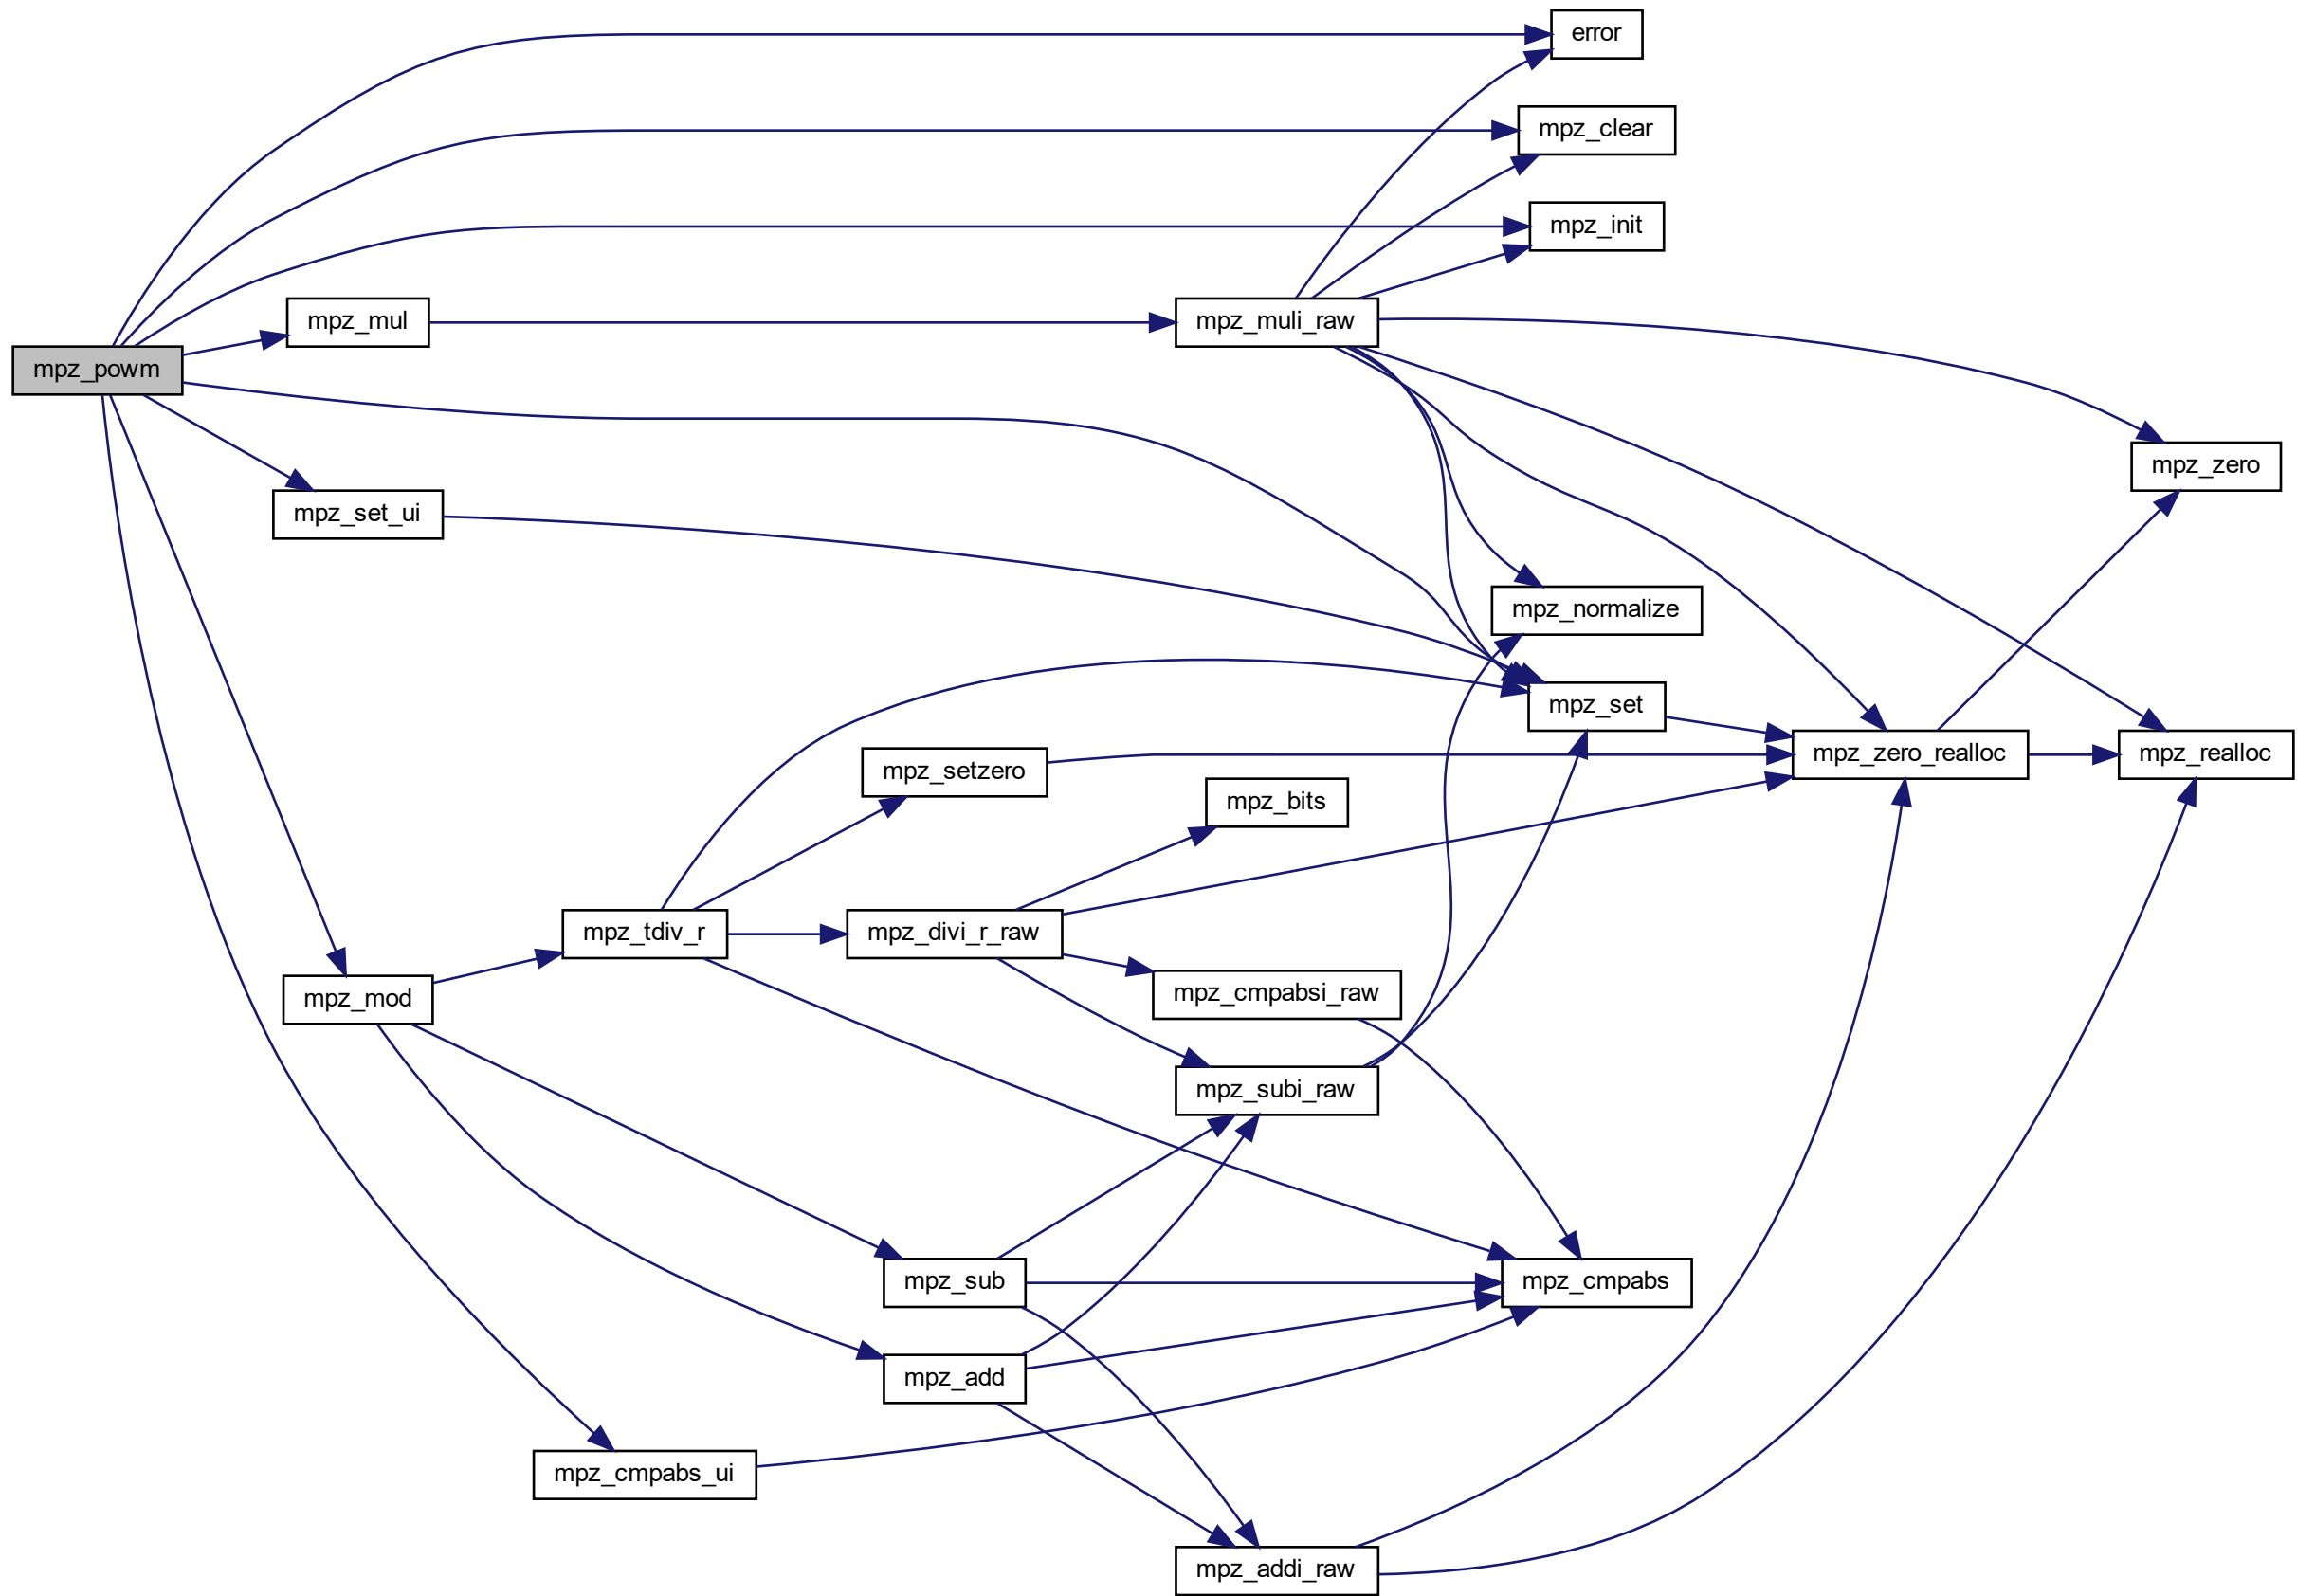 error
mpz_clear
mpz_init
mpz_mul
mpz_muli_raw
mpz_powm
mpz_zero
mpz_set_ui
mpz_normalize
mpz_set
mpz_setzero
mpz_zero_realloc
mpz_realloc
mpz_bits
mpz_tdiv_r
mpz_divi_r_raw
mpz_mod
mpz_cmpabsi_raw
mpz_subi_raw
mpz_sub
mpz_cmpabs
mpz_add
mpz_cmpabs_ui
mpz_addi_raw